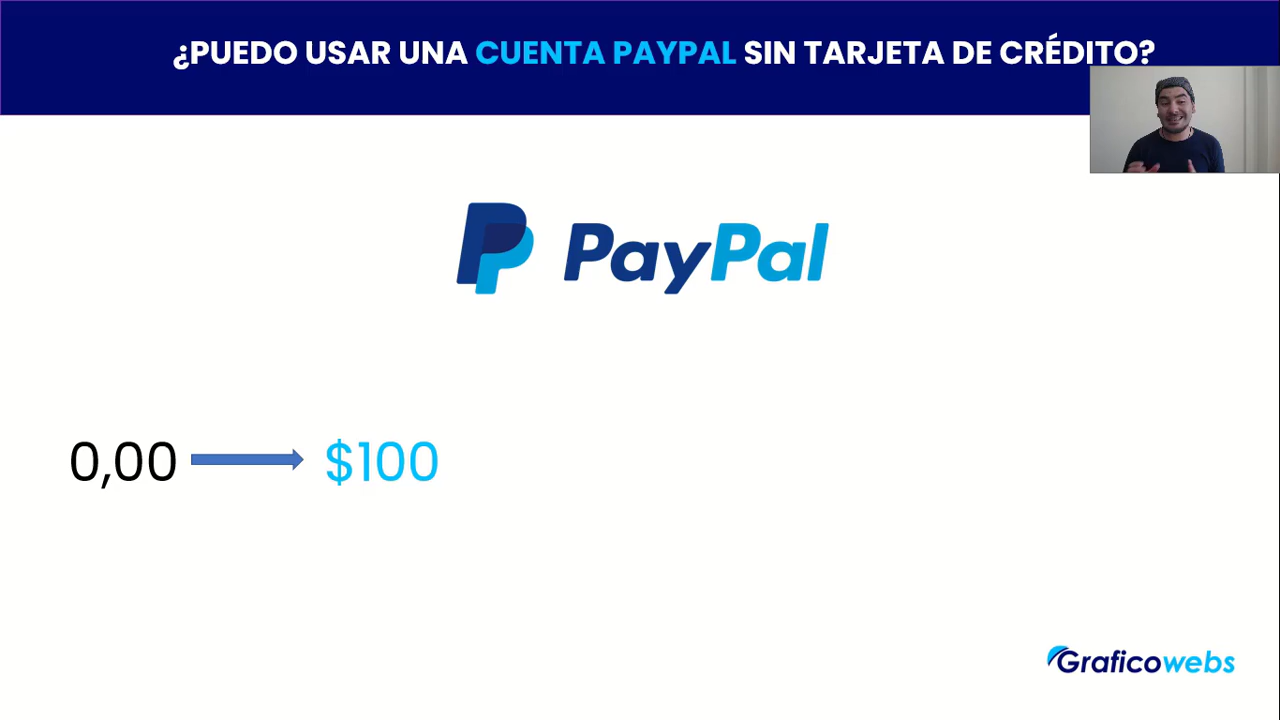 ¿PUEDO USAR UNA CUENTA PAYPAL SIN TARJETA DE CRÉDITO?
PayPal
0,00 $100
Graficowebs